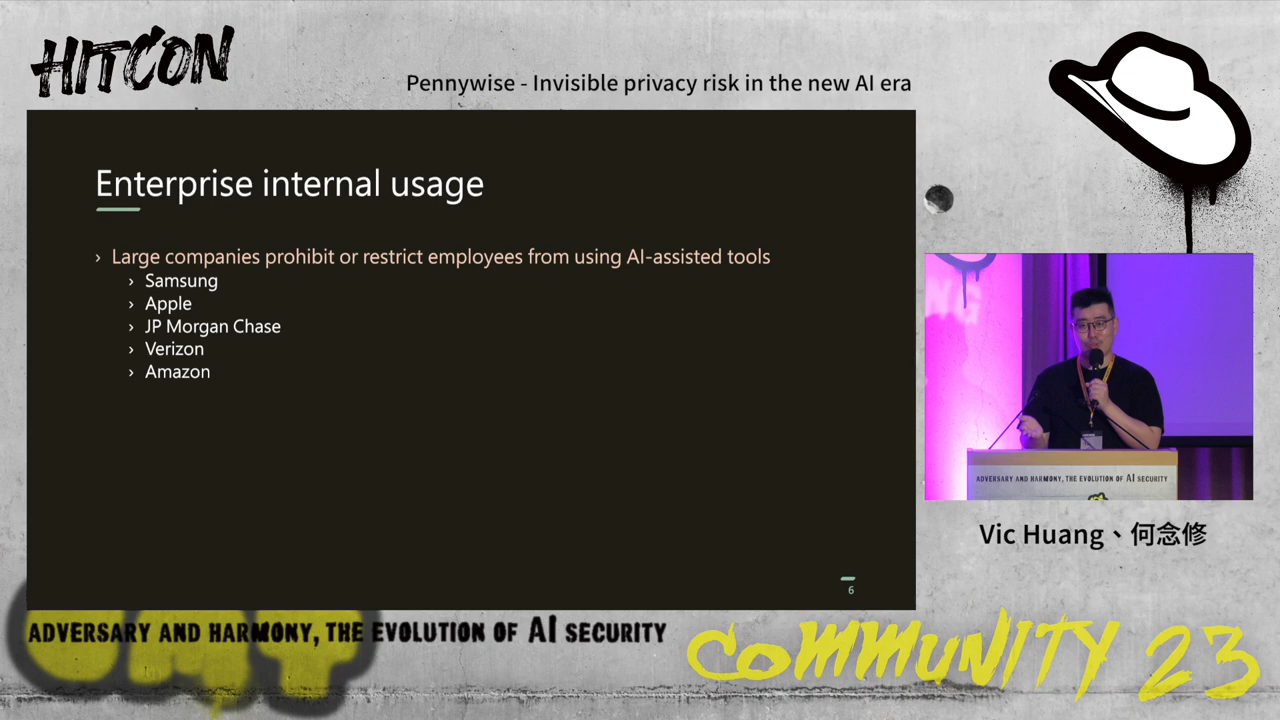 HITCON
Pennywise - Invisible privacy risk in the new AI era
Enterprise internal usage
› Large companies prohibit or restrict employees from using AI-assisted tools
› Samsung
› Apple
› JP Morgan Chase
› Verizon
› Amazon
6
NG
ADVERSARY AND HARMONY, THE EVOLUTION OF AI SECURITY
Vic Huang、何念修
CMT
ADVERSARY AND HARMONY, THE EVOLUTION OF AI SECURITY
COMMUNITY 23